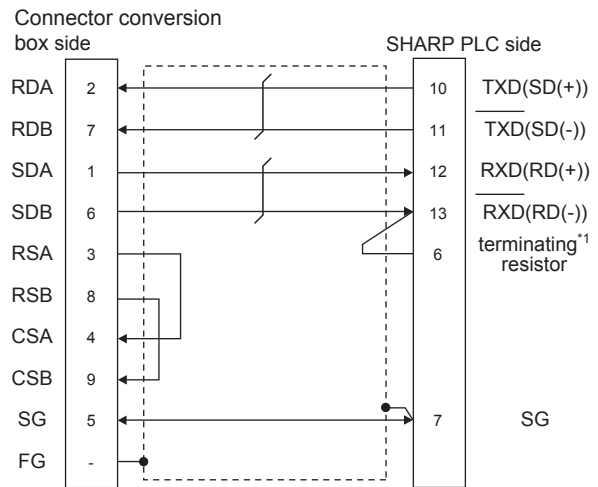 Connector conversion
box side
SHARP PLC side
RDA 2 10 TXD(SD(+))
RDB 7 11 TXD(SD(-))
SDA 1 12 RXD(RD(+))
SDB 6 13 RXD(RD(-))
RSA 3 6 terminating*1
resistor
RSB 8
CSA 4
CSB 9
SG 5 7 SG
FG -